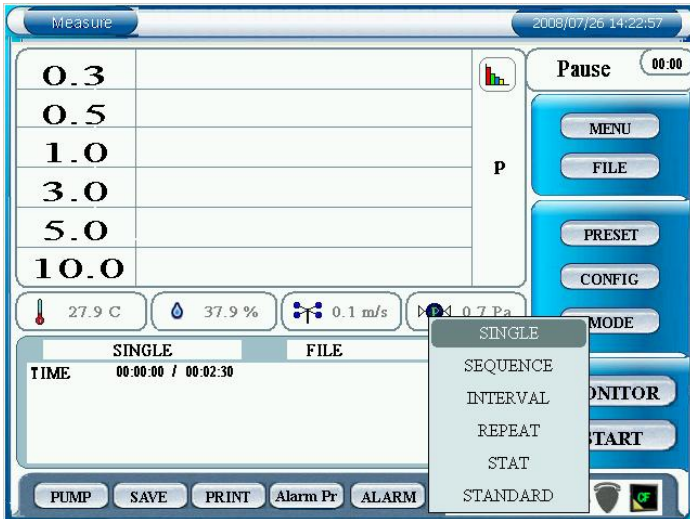 Measure
2008/07/26 14:22:57
0.3
0.5
1.0
3.0
5.0
10.0
P
Pause 00:00
MENU
FILE
PRESET
CONFIG
MODE
27.9 C 37.9 % 0.1 m/s P 0.7 Pa
SINGLE FILE
TIME 00:00:00 / 00:02:30
SINGLE
SEQUENCE
INTERVAL
REPEAT
STAT
STANDARD
PUMP SAVE PRINT Alarm Pr ALARM
CF